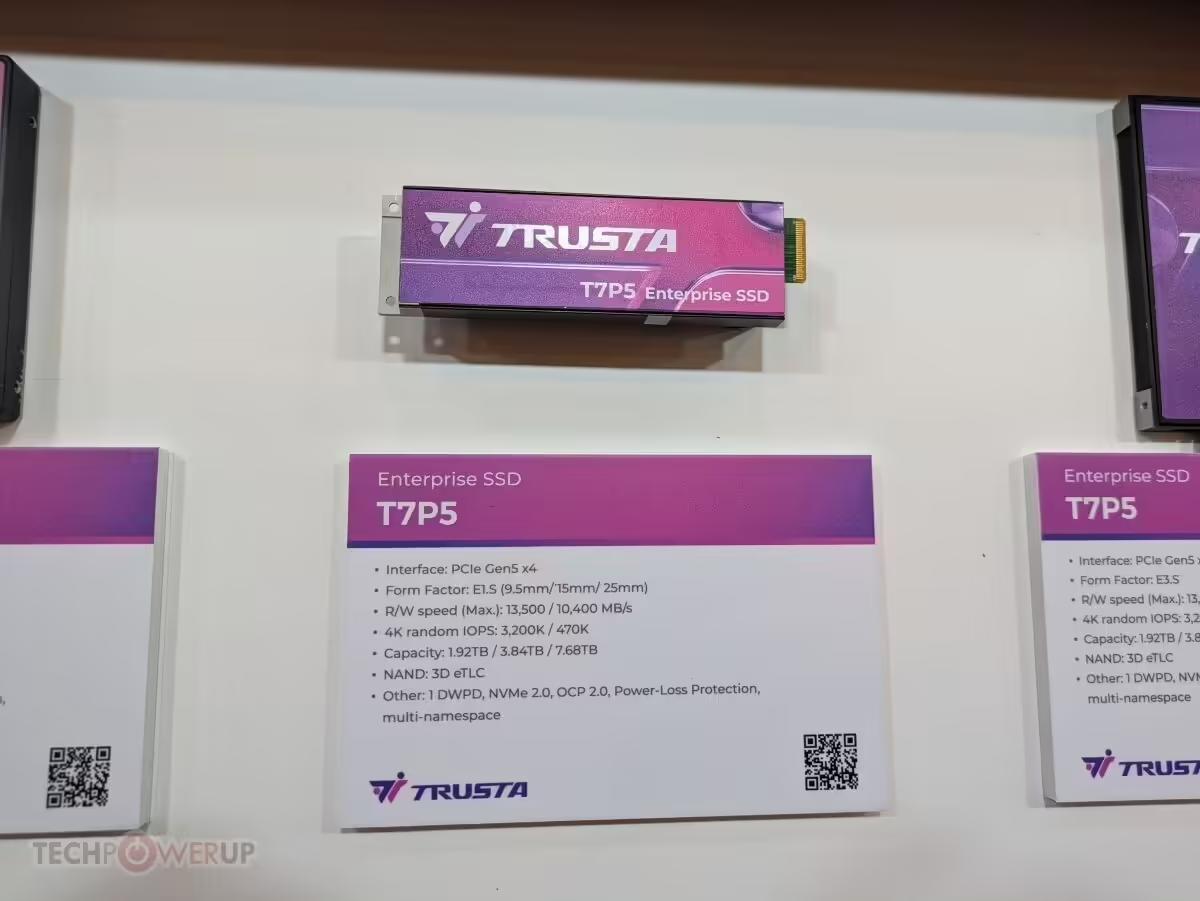 TRUSTA
T7P5 Enterprise SSD
Enterprise SSD
T7P5
• Interface: PCIe Gen5 x4
• Form Factor: E1.S (9.5mm/15mm/ 25mm)
• R/W speed (Max.): 13,500 / 10,400 MB/s
• 4K random IOPS: 3,200K / 470K
• Capacity: 1.92TB / 3.84TB / 7.68TB
• NAND: 3D eTLC
• Other: 1 DWPD, NVMe 2.0, OCP 2.0, Power-Loss Protection,
multi-namespace
TRUSTA
Enterprise SSD
T7P5
• Interface: PCIe Gen5
• Form Factor: E3.S
• R/W speed (Max.): 13,
• 4K random IOPS: 3,2
• Capacity: 1.92TB / 3.8
• NAND: 3D eTLC
• Other: 1 DWPD, NV
multi-namespace
TRUST
TECHPOWERUP